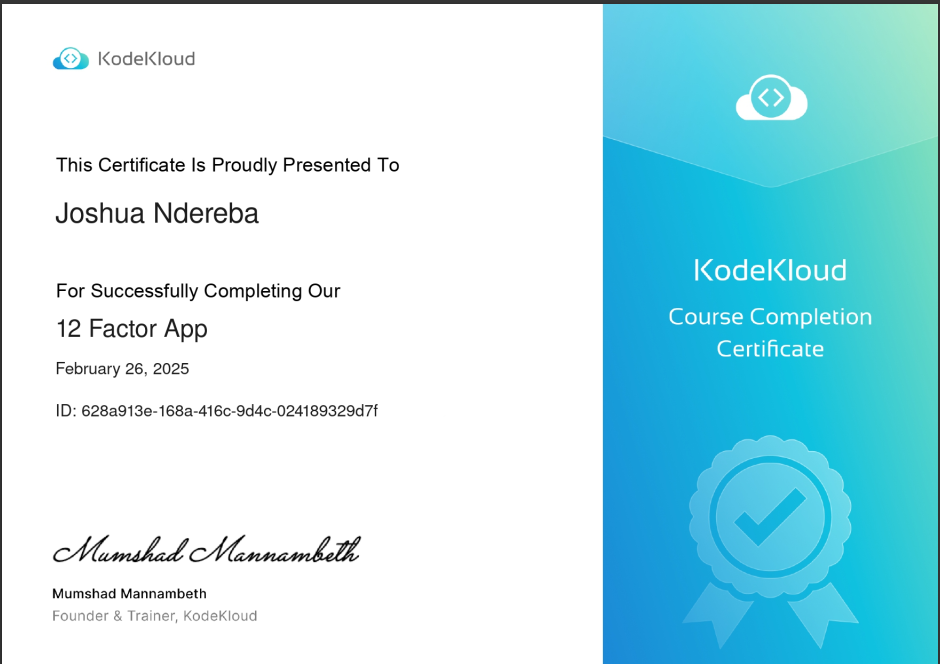 KodeKloud
This Certificate Is Proudly Presented To
Joshua Ndereba
For Successfully Completing Our
12 Factor App
February 26, 2025
ID: 628a913e-168a-416c-9d4c-024189329d7f
Mumshad Mannambeth
Mumshad Mannambeth
Founder & Trainer, KodeKloud
KodeKloud
Course Completion
Certificate